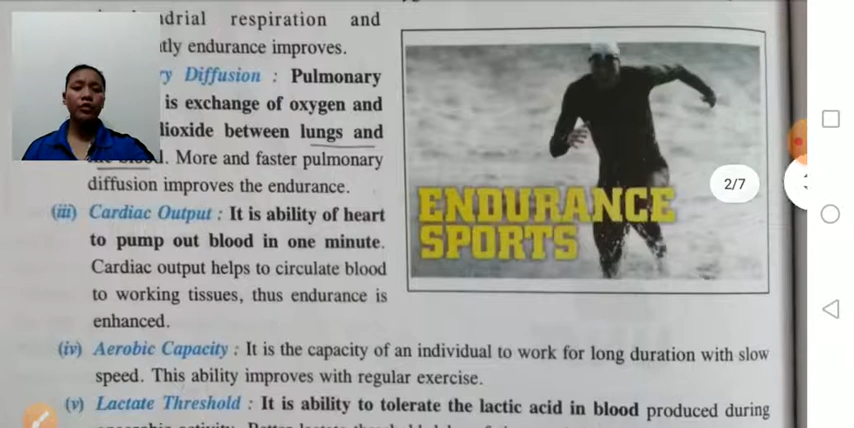 respiration and
endurance improves.
Diffusion : Pulmonary
is exchange of oxygen and
between lungs and
More and faster pulmonary
diffusion improves the endurance.
(iii) Cardiac Output : It is ability of heart
to pump out blood in one minute.
Cardiac output helps to circulate blood
to working tissues, thus endurance is
enhanced.
ENDURANCE
SPORTS
2/7
(iv) Aerobic Capacity : It is the capacity of an individual to work for long duration with slow
speed. This ability improves with regular exercise.
(v) Lactate Threshold : It is ability to tolerate the lactic acid in blood produced during